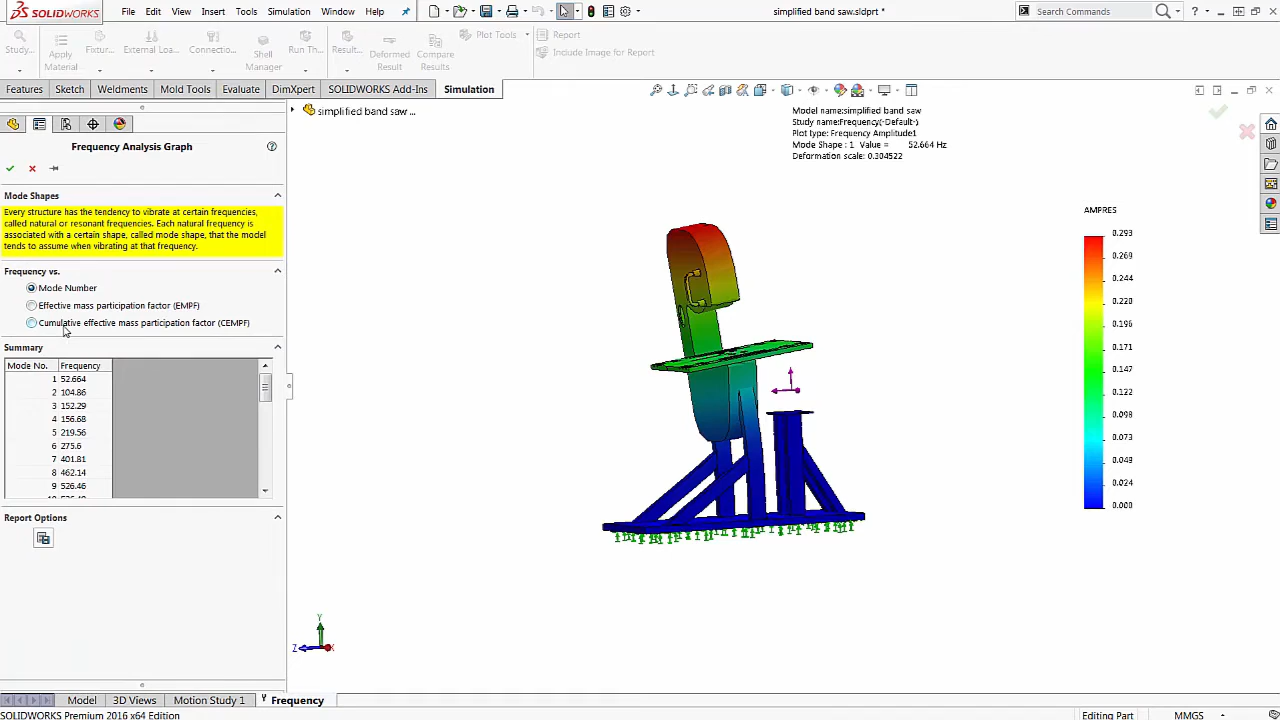 SOLIDWORKS File Edit View Insert Tools Simulation Window Help simplified band saw.sldprt * Search Commands
Study... Apply Material Fixtur... External Loa... Connectio... Shell Manager Run Th... Result... Deformed Result Compare Results Plot Tools Report
Include Image for Report
Features Sketch Weldments Mold Tools Evaluate DimXpert SOLIDWORKS Add-Ins Simulation
simplified band saw ...
Model name:simplified band saw
Study name:Frequency(-Default-)
Plot type: Frequency Amplitude1
Mode Shape : 1 Value = 52.664 Hz
Deformation scale: 0.304522
Frequency Analysis Graph
Mode Shapes
Every structure has the tendency to vibrate at certain frequencies,
called natural or resonant frequencies. Each natural frequency is
associated with a certain shape, called mode shape, that the model
tends to assume when vibrating at that frequency.
Frequency vs.
Mode Number
Effective mass participation factor (EMPF)
Cumulative effective mass participation factor (CEMPF)
Summary
Mode No. Frequency
1 52.664
2 104.86
3 152.29
4 156.68
5 219.56
6 275.6
7 401.81
8 462.14
9 526.46
Report Options
AMPRES
0.293
0.269
0.244
0.220
0.196
0.171
0.147
0.122
0.098
0.073
0.049
0.024
0.000
Y
Z X
Model 3D Views Motion Study 1 Frequency
SOLIDWORKS Premium 2016 x64 Edition Editing Part MMGS